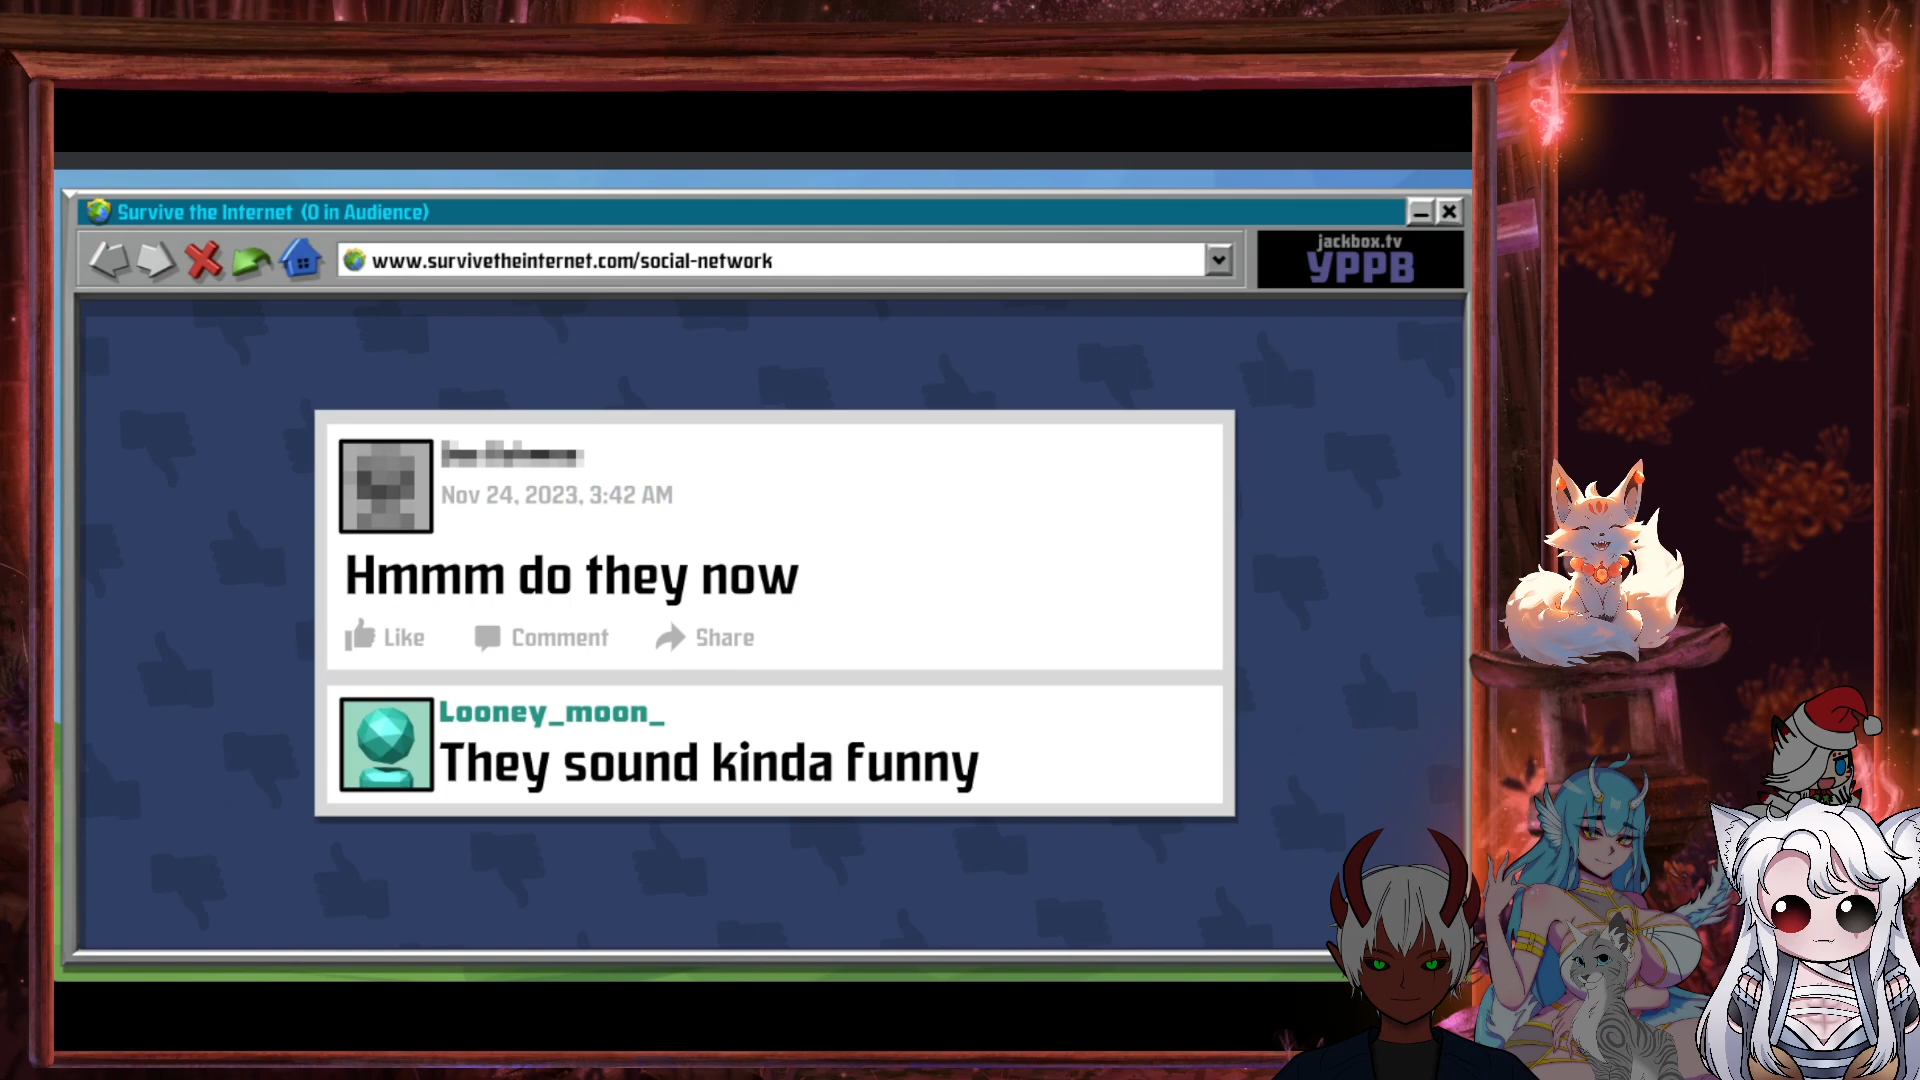 Survive the Internet (0 in Audience)
www.survivetheinternet.com/social-network
jackbox.tv
YPPB
Nov 24, 2023, 3:42 AM
Hmmm do they now
Like Comment Share
Looney_moon_
They sound kinda funny